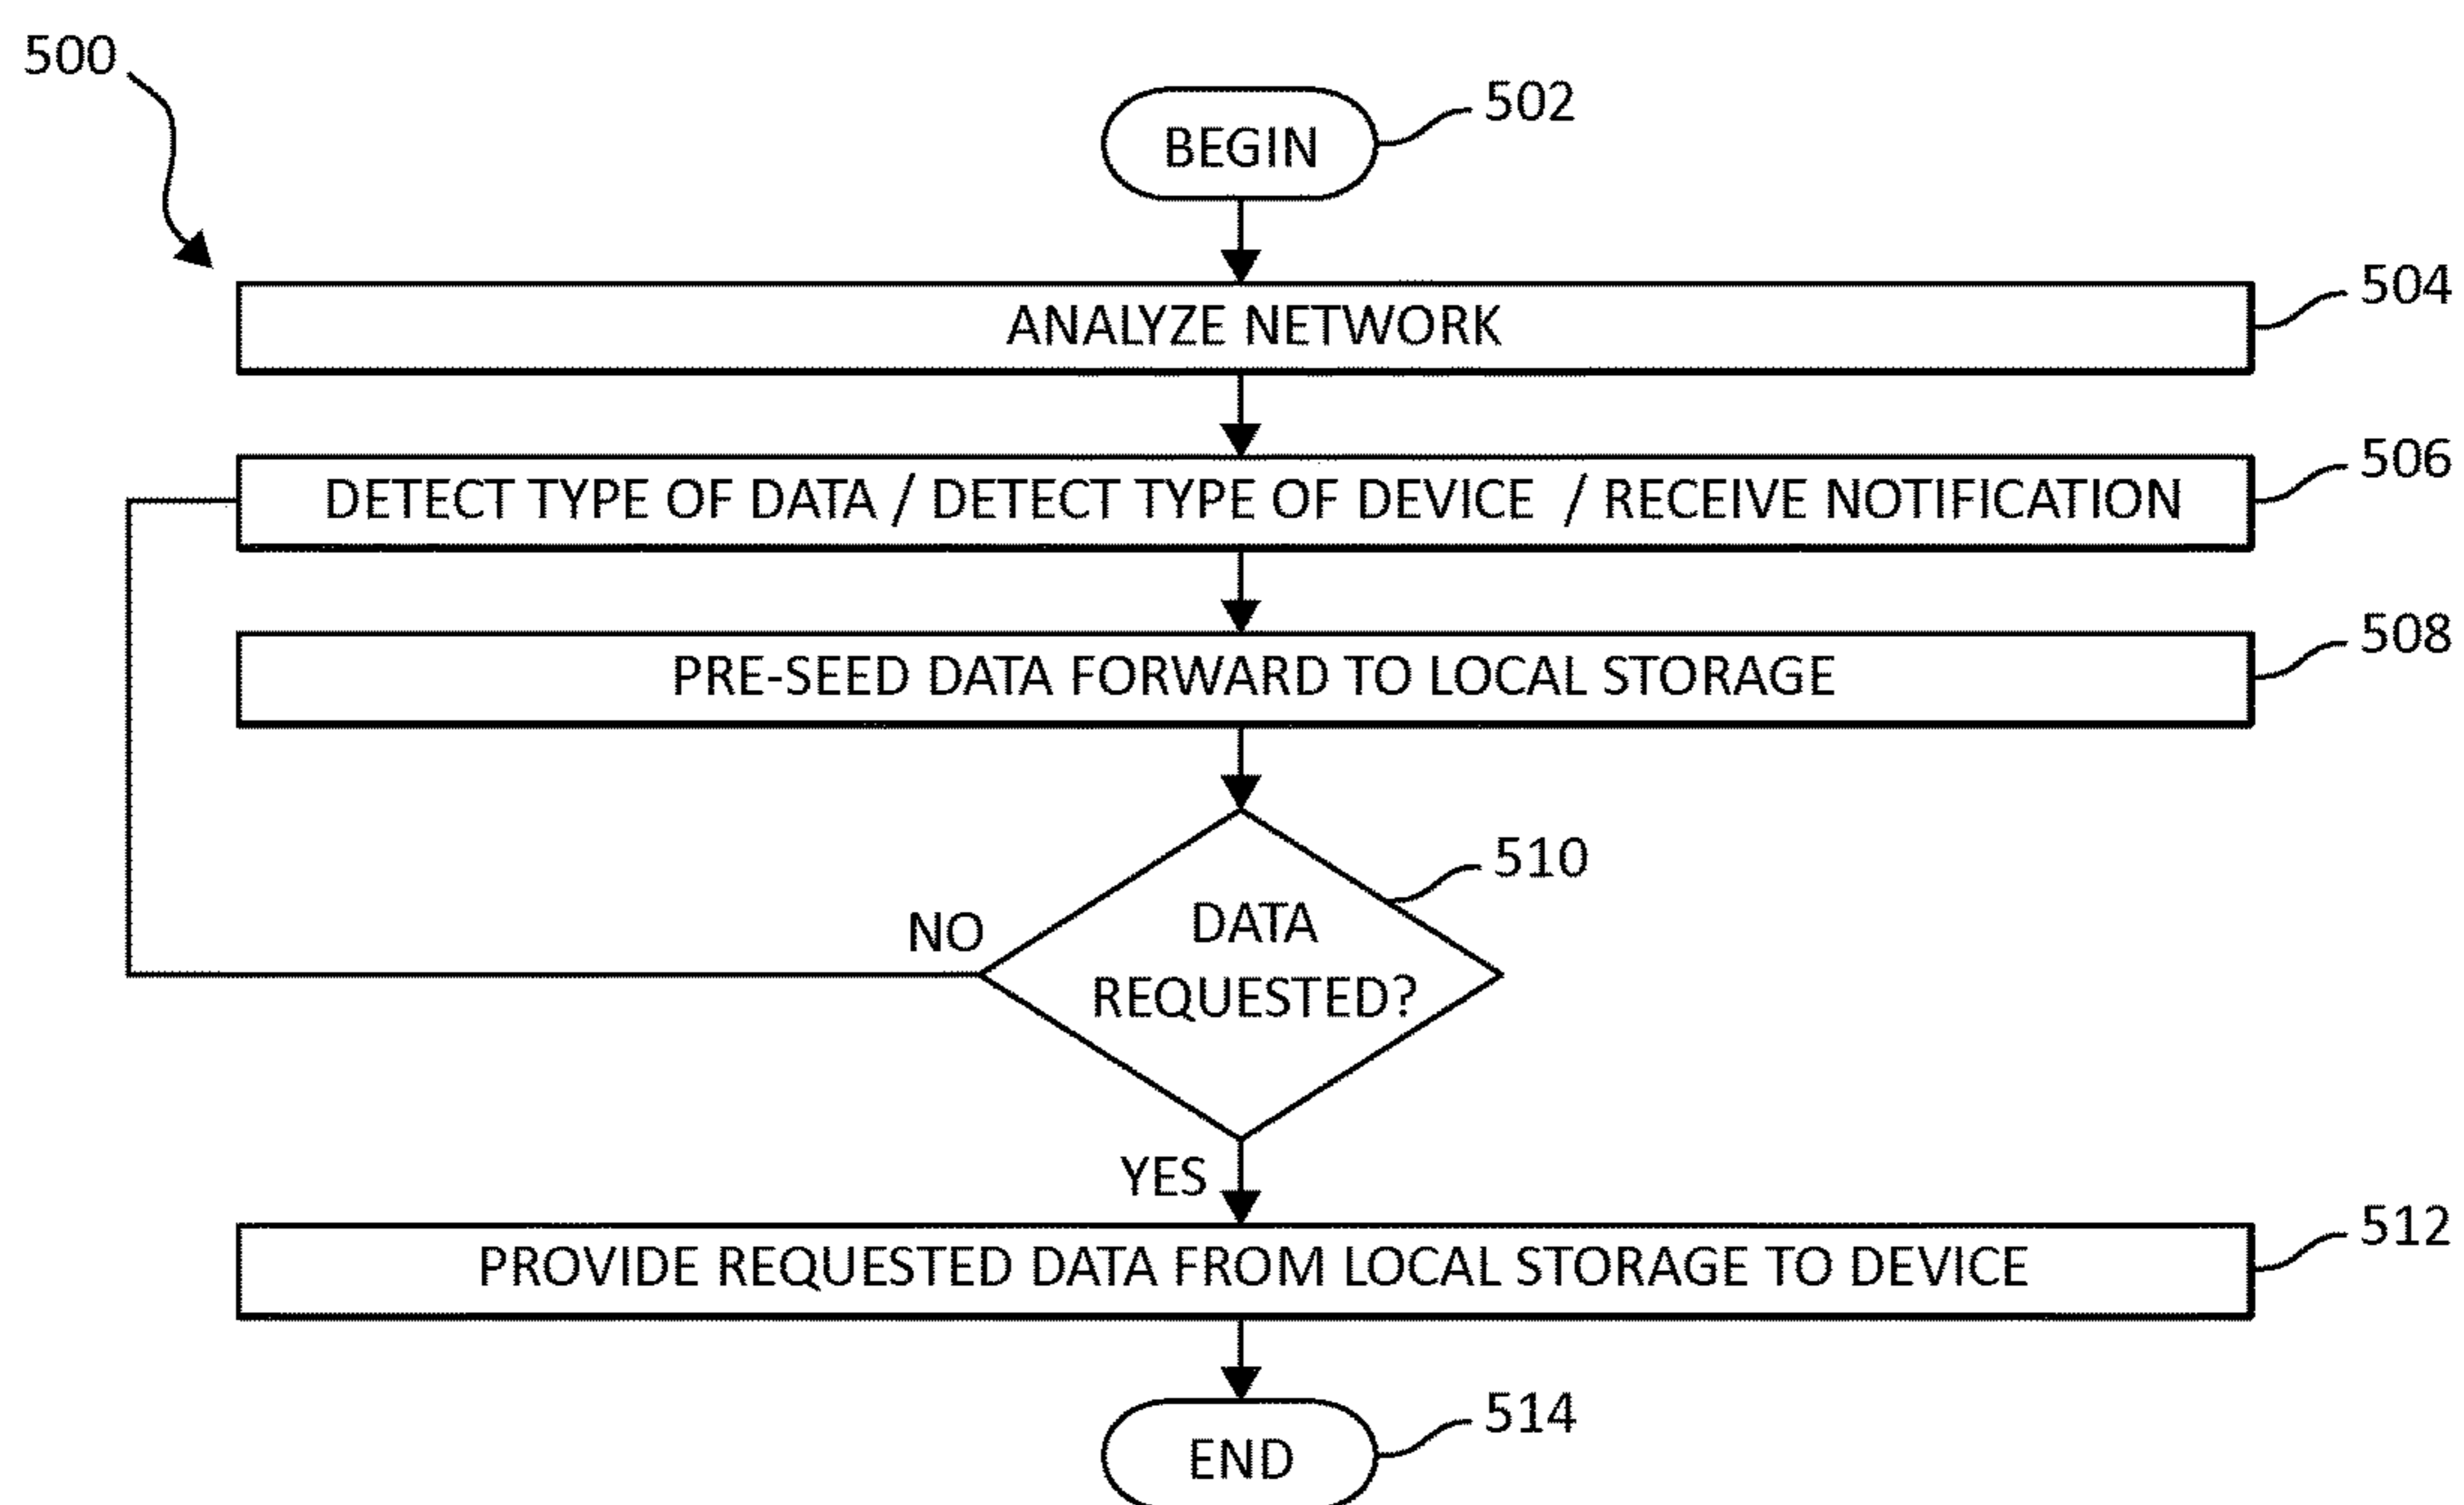 500
BEGIN
502
ANALYZE NETWORK
504
DETECT TYPE OF DATA / DETECT TYPE OF DEVICE / RECEIVE NOTIFICATION
506
PRE-SEED DATA FORWARD TO LOCAL STORAGE
508
510
DATA
REQUESTED?
NO
YES
PROVIDE REQUESTED DATA FROM LOCAL STORAGE TO DEVICE
512
END
514